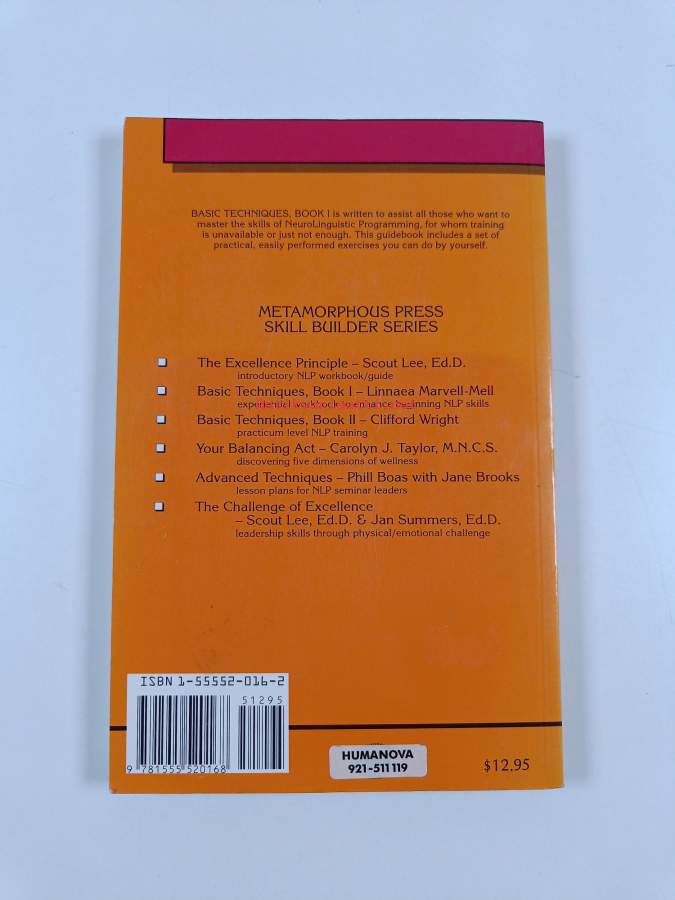 BASIC TECHNIQUES, BOOK I is written to assist all those who want to
master the skills of NeuroLinguistic Programming, for whom training
is unavailable or just not enough. This guidebook includes a set of
practical, easily performed exercises you can do by yourself.
METAMORPHOUS PRESS
SKILL BUILDER SERIES
The Excellence Principle – Scout Lee, Ed.D.
introductory NLP workbook/guide
Basic Techniques, Book I – Linnaea Marvell-Mell
experiential workbook to enhance beginning NLP skills
Basic Techniques, Book II – Clifford Wright
practicum level NLP training
Your Balancing Act – Carolyn J. Taylor, M.N.C.S.
discovering five dimensions of wellness
Advanced Techniques – Phill Boas with Jane Brooks
lesson plans for NLP seminar leaders
The Challenge of Excellence
– Scout Lee, Ed.D. & Jan Summers, Ed.D.
leadership skills through physical/emotional challenge
ISBN 1-55552-016-2
51295
9 781555 520168
HUMANOVA
921-511 119
$12.95